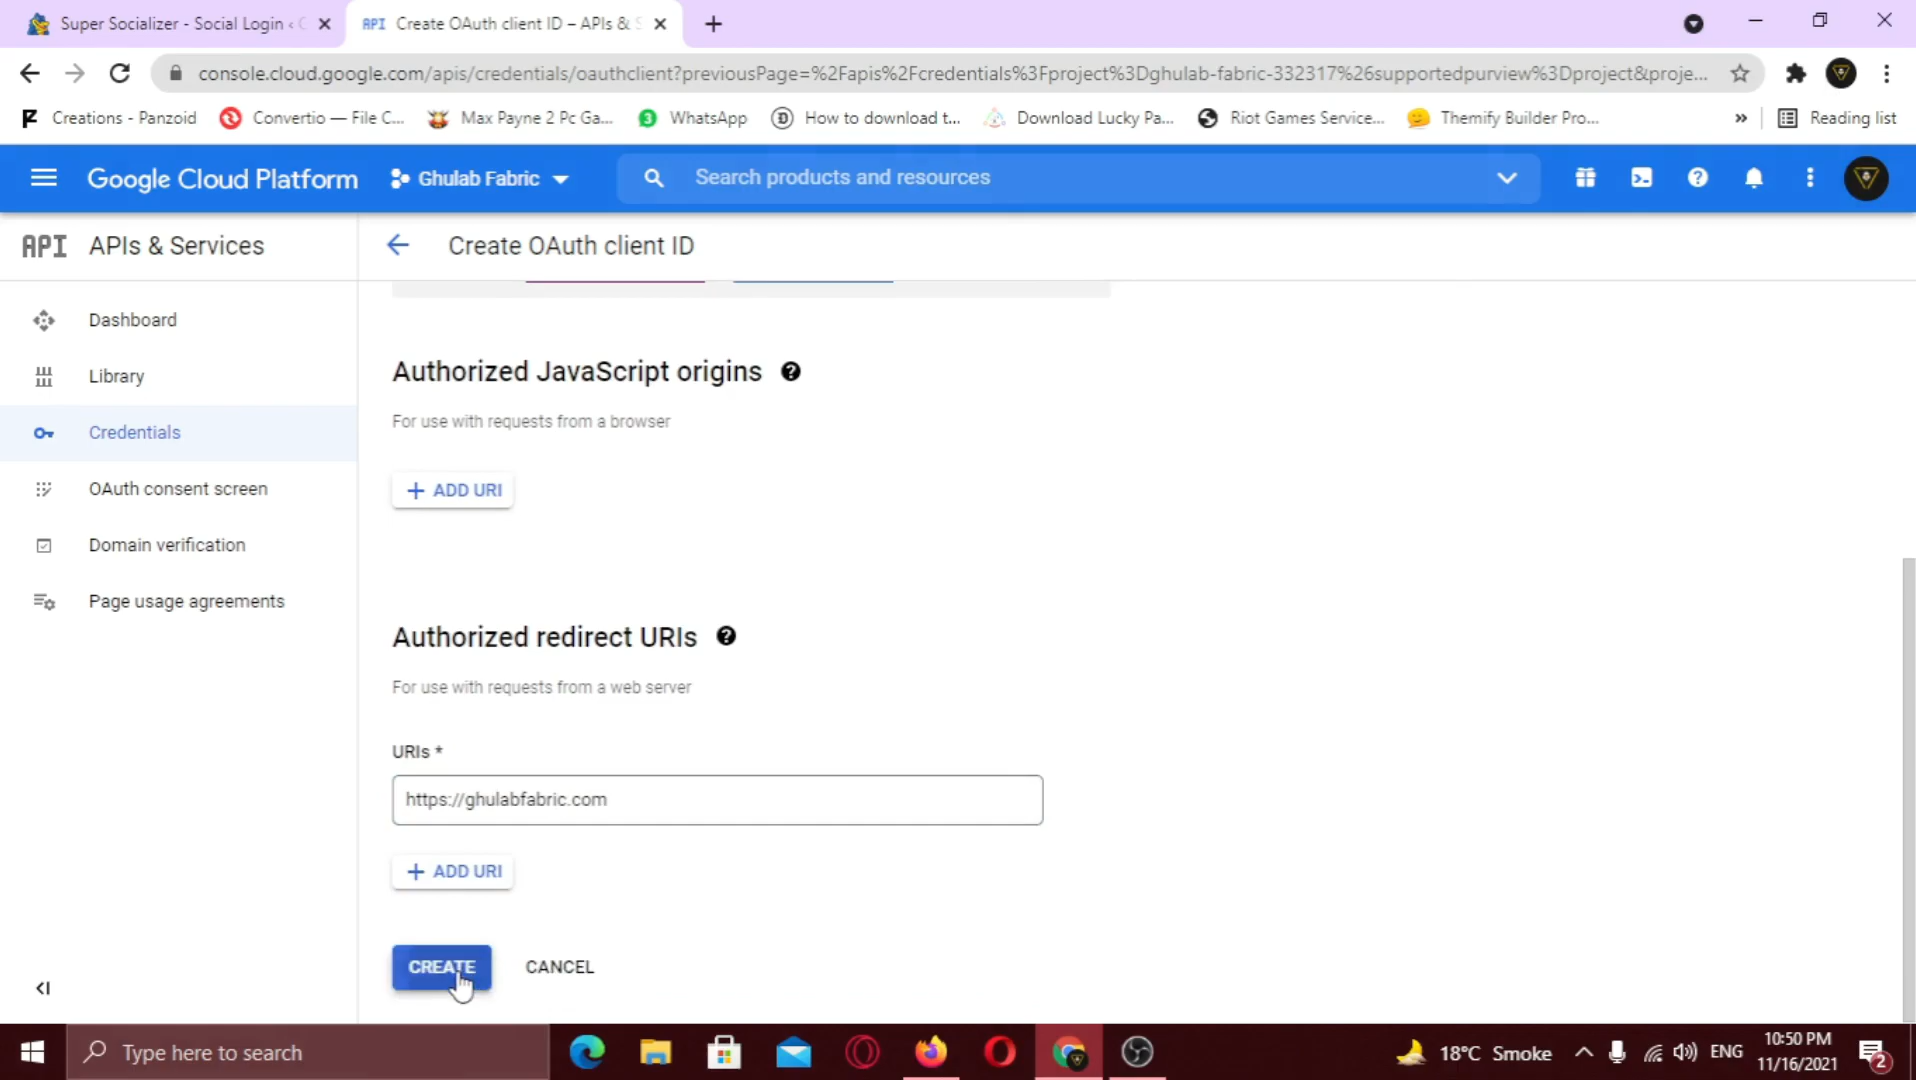 Super Socializer - Social Login ‹ G
API Create OAuth client ID – APIs & S
console.cloud.google.com/apis/credentials/oauthclient?previousPage=%2Fapis%2Fcredentials%3Fproject%3Dghulab-fabric-332317%26supportedpurview%3Dproject&proje...
Creations - Panzoid
Convertio — File C...
Max Payne 2 Pc Ga...
3 WhatsApp
How to download t...
Download Lucky Pa...
Riot Games Service...
Themify Builder Pro...
»
Reading list
Google Cloud Platform
Ghulab Fabric
Search products and resources
API APIs & Services
Create OAuth client ID
Dashboard
Library
Credentials
OAuth consent screen
Domain verification
Page usage agreements
Authorized JavaScript origins
For use with requests from a browser
+ ADD URI
Authorized redirect URIs
For use with requests from a web server
URIs *
https://ghulabfabric.com
+ ADD URI
CREATE
CANCEL
Type here to search
18°C Smoke
ENG
10:50 PM
11/16/2021
2